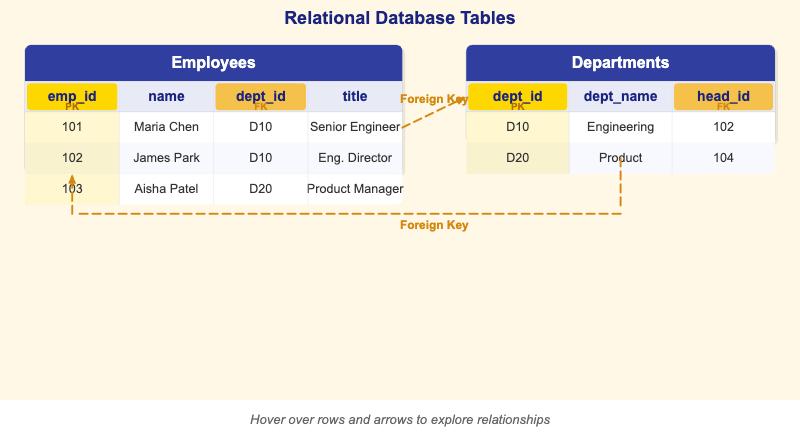 Relational Database Tables
Employees
emp_id name dept_id title
PK FK
101 Maria Chen D10 Senior Engineer
102 James Park D10 Eng. Director
103 Aisha Patel D20 Product Manager
Foreign Key
Departments
dept_id dept_name head_id
PK FK
D10 Engineering 102
D20 Product 104
Foreign Key
Hover over rows and arrows to explore relationships